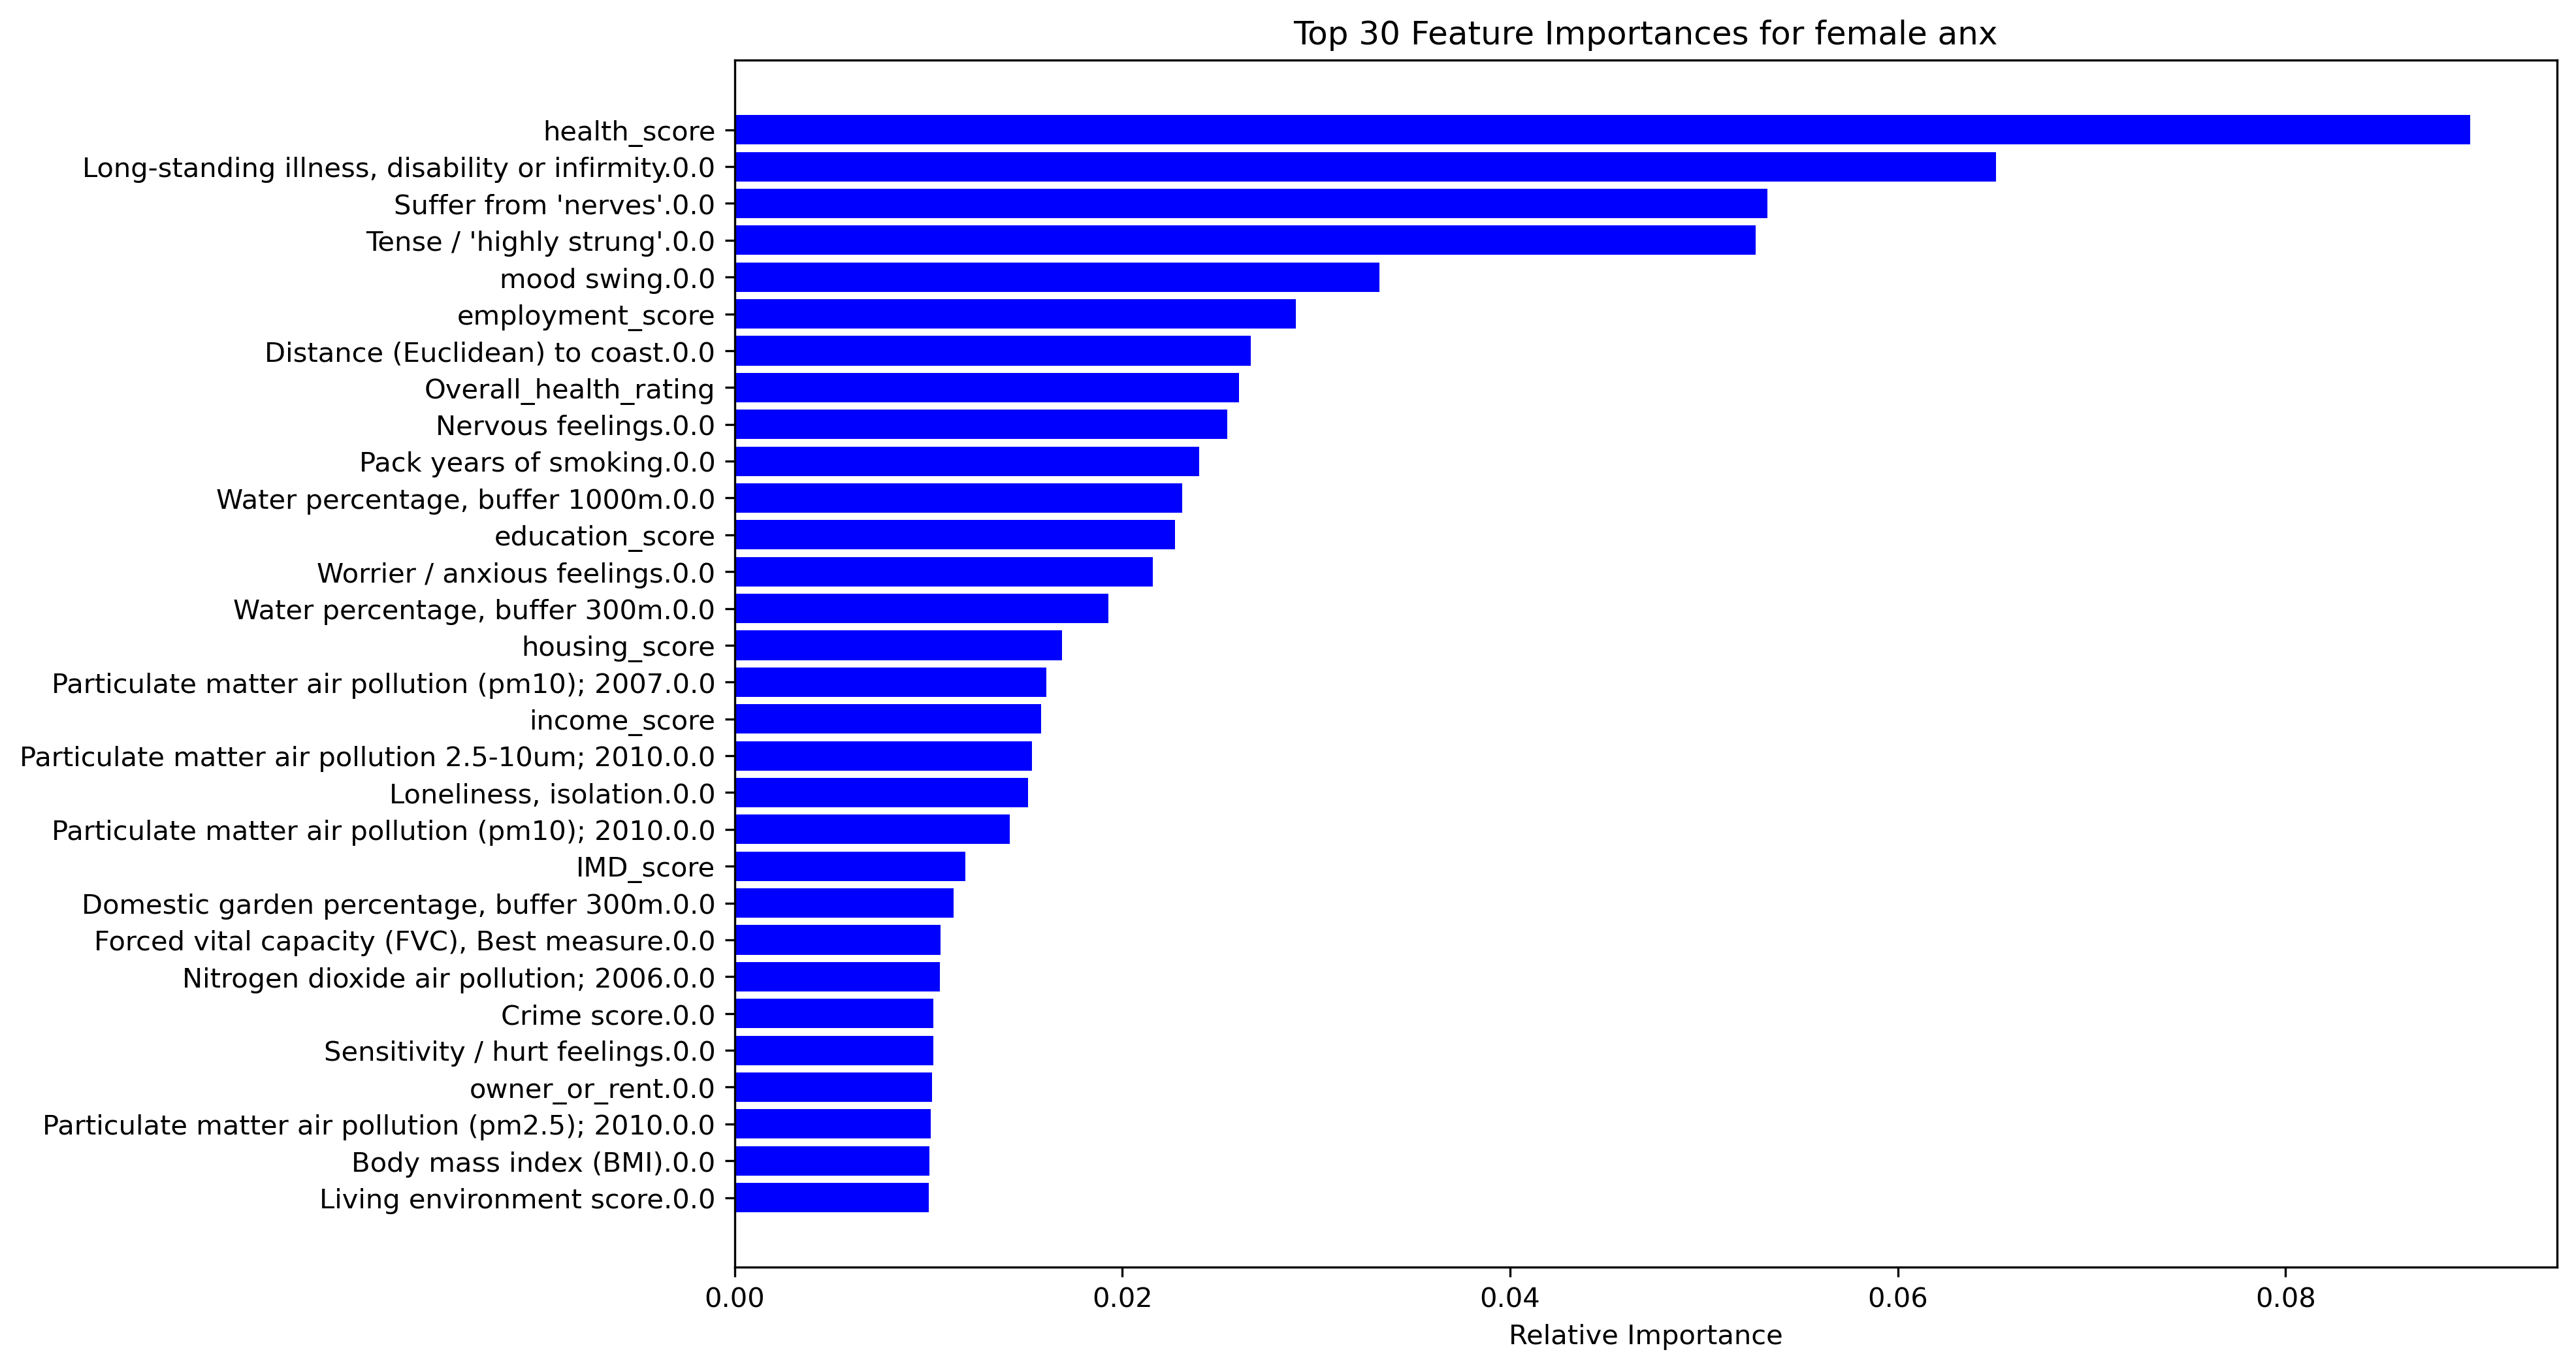 Top 30 Feature Importances for female anx
health_score
Long-standing illness, disability or infirmity.0.0
Suffer from 'nerves'.0.0
Tense / 'highly strung'.0.0
mood swing.0.0
employment_score
Distance (Euclidean) to coast.0.0
Overall_health_rating
Nervous feelings.0.0
Pack years of smoking.0.0
Water percentage, buffer 1000m.0.0
education_score
Worrier / anxious feelings.0.0
Water percentage, buffer 300m.0.0
housing_score
Particulate matter air pollution (pm10); 2007.0.0
income_score
Particulate matter air pollution 2.5-10um; 2010.0.0
Loneliness, isolation.0.0
Particulate matter air pollution (pm10); 2010.0.0
IMD_score
Domestic garden percentage, buffer 300m.0.0
Forced vital capacity (FVC), Best measure.0.0
Nitrogen dioxide air pollution; 2006.0.0
Crime score.0.0
Sensitivity / hurt feelings.0.0
owner_or_rent.0.0
Particulate matter air pollution (pm2.5); 2010.0.0
Body mass index (BMI).0.0
Living environment score.0.0
0.00 0.02 0.04 0.06 0.08
Relative Importance